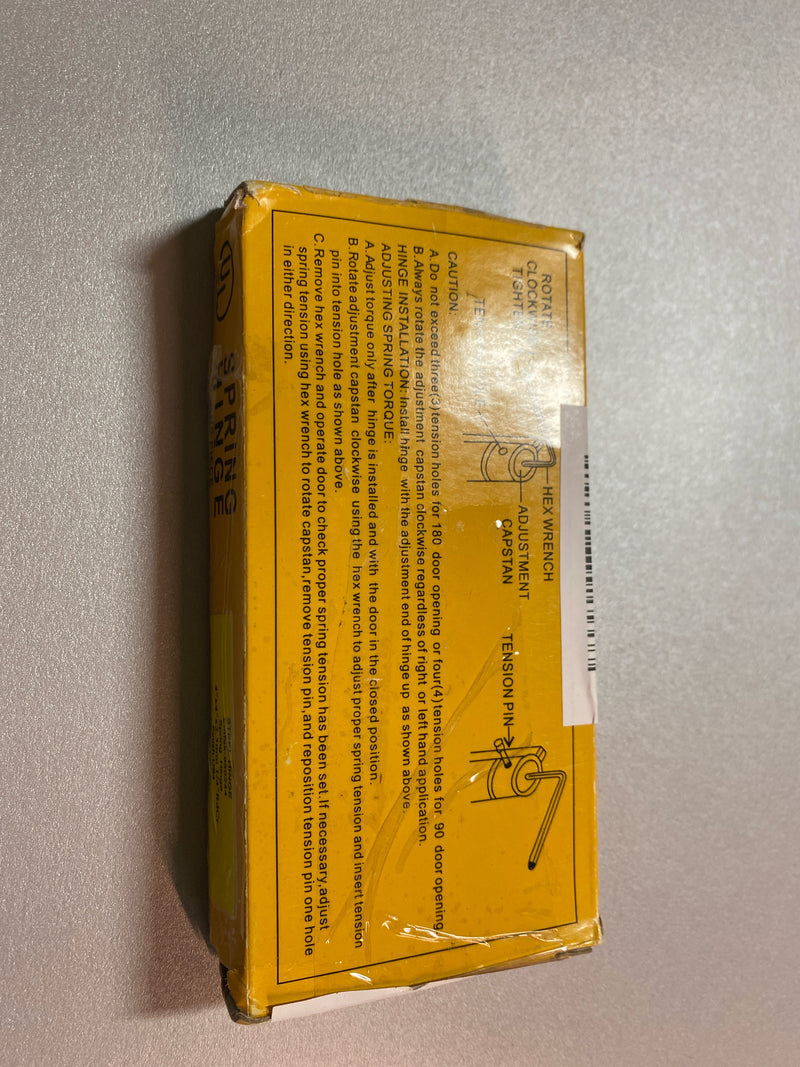 ROTATE
CLOCKWISE
TIGHTEN
HEX WRENCH
ADJUSTMENT
CAPSTAN
TENSION PIN
CAUTION:
A. Do not exceed three(3)tension holes for 180 door opening or four(4)tension holes for 90 door opening
B.Always rotate the adjustment capstan clockwise regardless of right or left hand application.
HINGE INSTALLATION: Install hinge with the adjustment end of hinge up as shown above.
ADJUSTING SPRING TORQUE:
A.Adjust torque only after hinge is installed and with the door in the closed position.
B.Rotate adjustment capstan clockwise using the hex wrench to adjust proper spring tension and insert tension
pin into tension hole as shown above.
C.Remove hex wrench and operate door to check proper spring tension has been set.If necessary,adjust
spring tension using hex wrench to rotate capstan,remove tension pin,and reposition tension pin one hole
in either direction.
UL
SPRING
HINGE